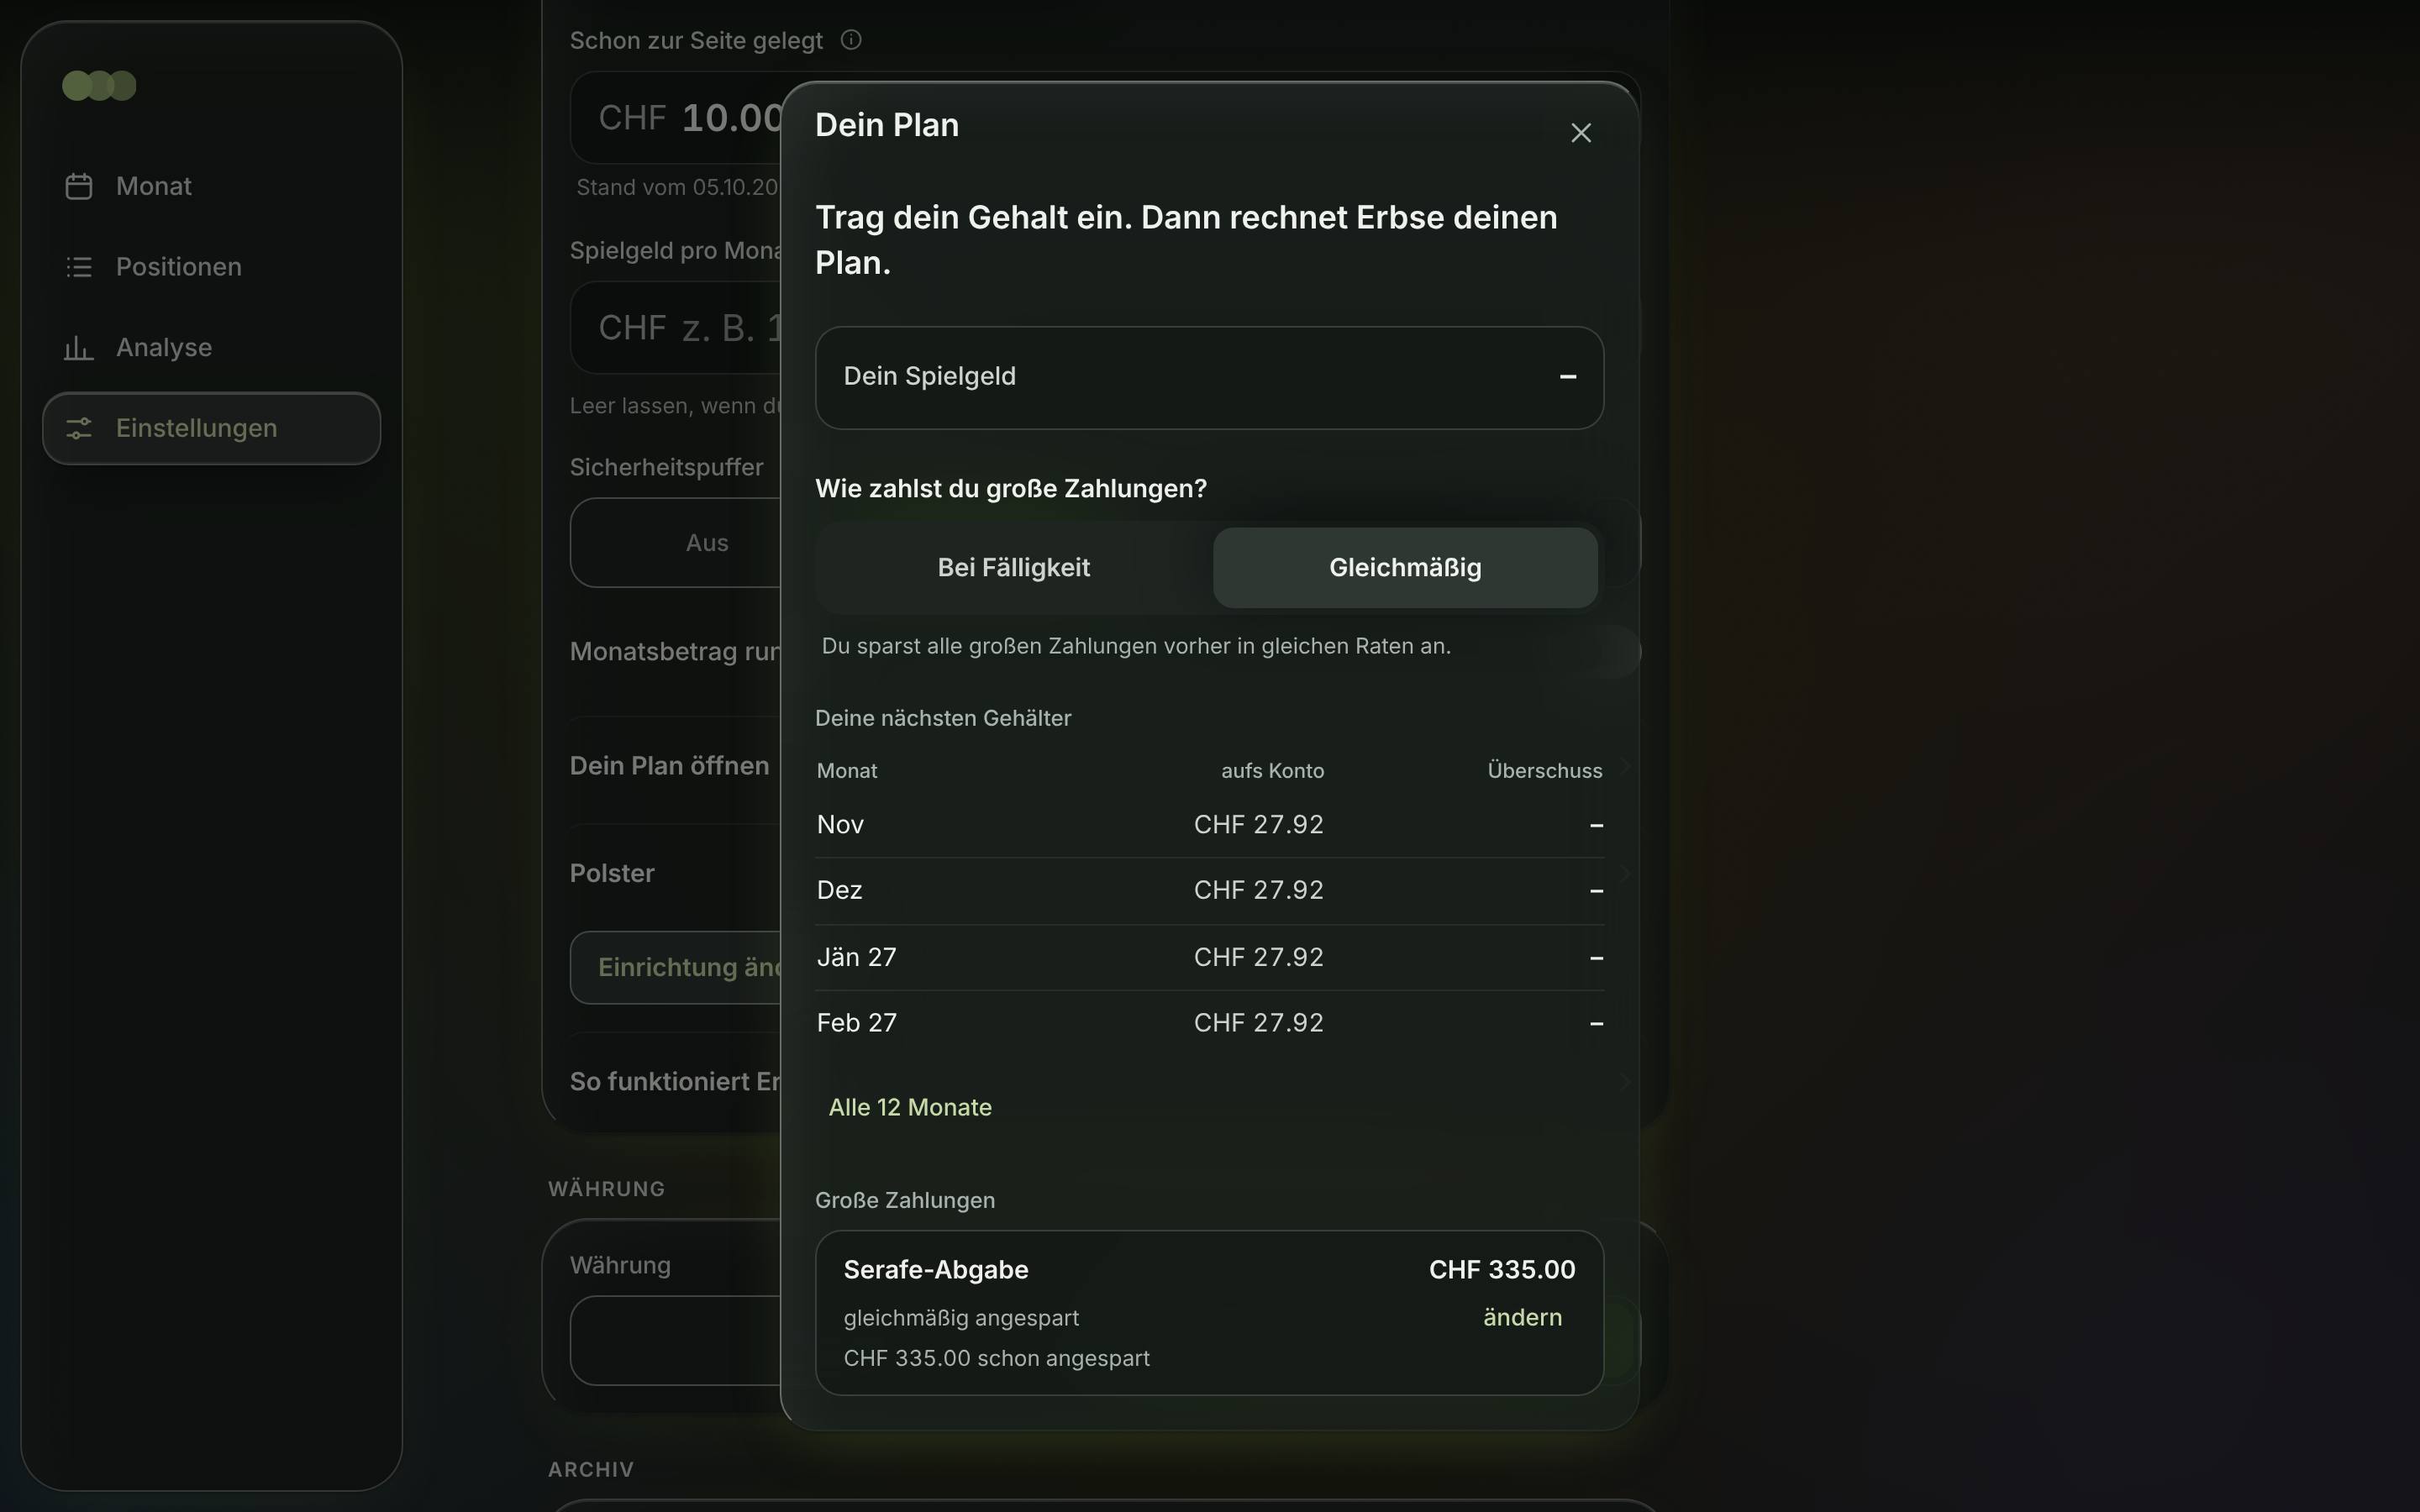 Monat
Positionen
Analyse
Einstellungen
Schon zur Seite gelegt
CHF 10.00
Stand vom 05.10.20
Spielgeld pro Mona
CHF z. B. 1
Leer lassen, wenn du
Sicherheitspuffer
Aus
Monatsbetrag run
Dein Plan öffnen
Polster
Einrichtung änd
So funktioniert Er
WÄHRUNG
Währung
ARCHIV
Dein Plan
Trag dein Gehalt ein. Dann rechnet Erbse deinen
Plan.
Dein Spielgeld –
Wie zahlst du große Zahlungen?
Bei Fälligkeit Gleichmäßig
Du sparst alle großen Zahlungen vorher in gleichen Raten an.
Deine nächsten Gehälter
Monat aufs Konto Überschuss
Nov CHF 27.92 –
Dez CHF 27.92 –
Jän 27 CHF 27.92 –
Feb 27 CHF 27.92 –
Alle 12 Monate
Große Zahlungen
Serafe-Abgabe CHF 335.00
gleichmäßig angespart ändern
CHF 335.00 schon angespart